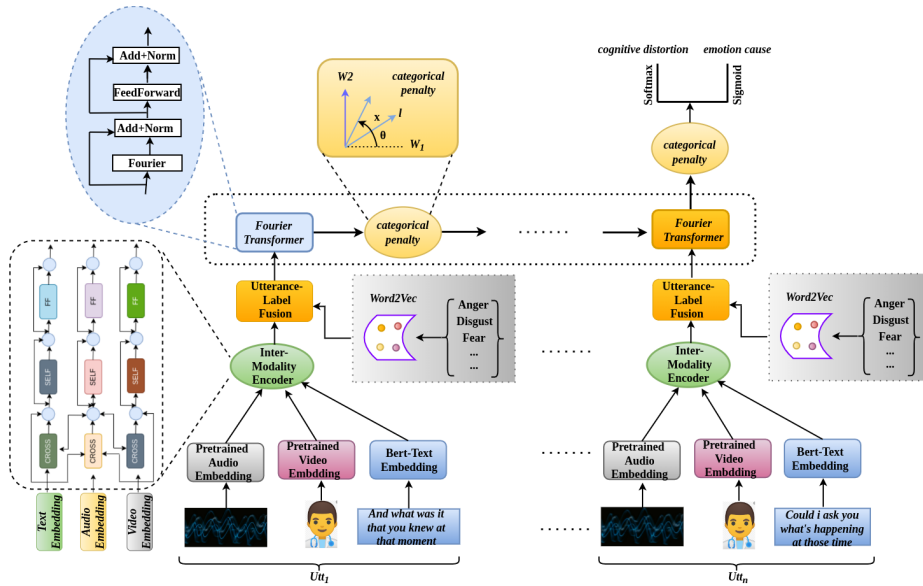 Add+Norm
FeedForward
Add+Norm
Fourier
W2
categorical
penalty
x
l
θ
W1
cognitive distortion
emotion cause
Softmax
Sigmoid
categorical
penalty
Fourier
Transformer
categorical
penalty
.......
Fourier
Transformer
FF
FF
FF
SELF
SELF
SELF
CROSS
CROSS
CROSS
Text
Embedding
Audio
Embedding
Video
Embedding
Utterance-
Label
Fusion
Word2Vec
Anger
Disgust
Fear
...
...
Inter-
Modality
Encoder
Pretrained
Audio
Embedding
Pretrained
Video
Embdding
Bert-Text
Embedding
And what was it
that you knew at
that moment
Utt1
.......
.......
.......
Utterance-
Label
Fusion
Word2Vec
Anger
Disgust
Fear
...
...
Inter-
Modality
Encoder
Pretrained
Audio
Embedding
Pretrained
Video
Embdding
Bert-Text
Embedding
Could i ask you
what's happening
at those time
Uttn